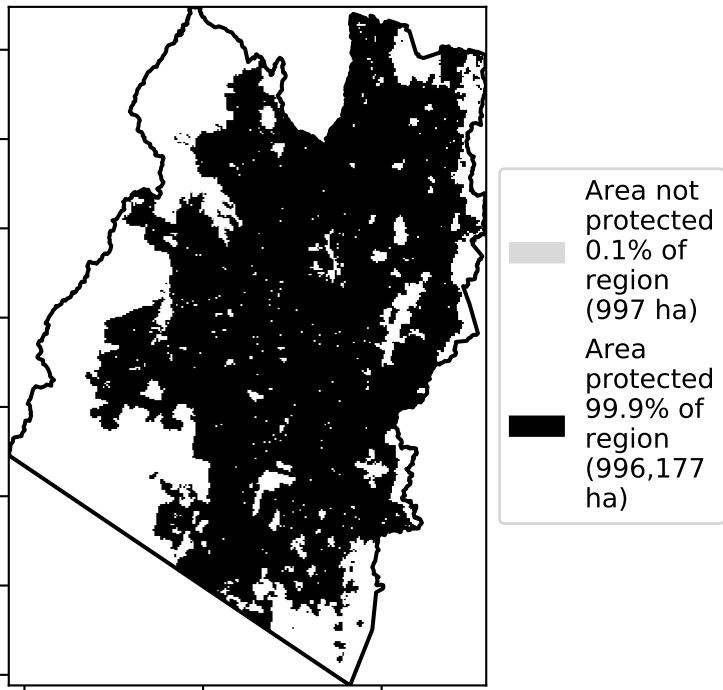 Area not
protected
0.1% of
region
(997 ha)
Area
protected
99.9% of
region
(996,177
ha)